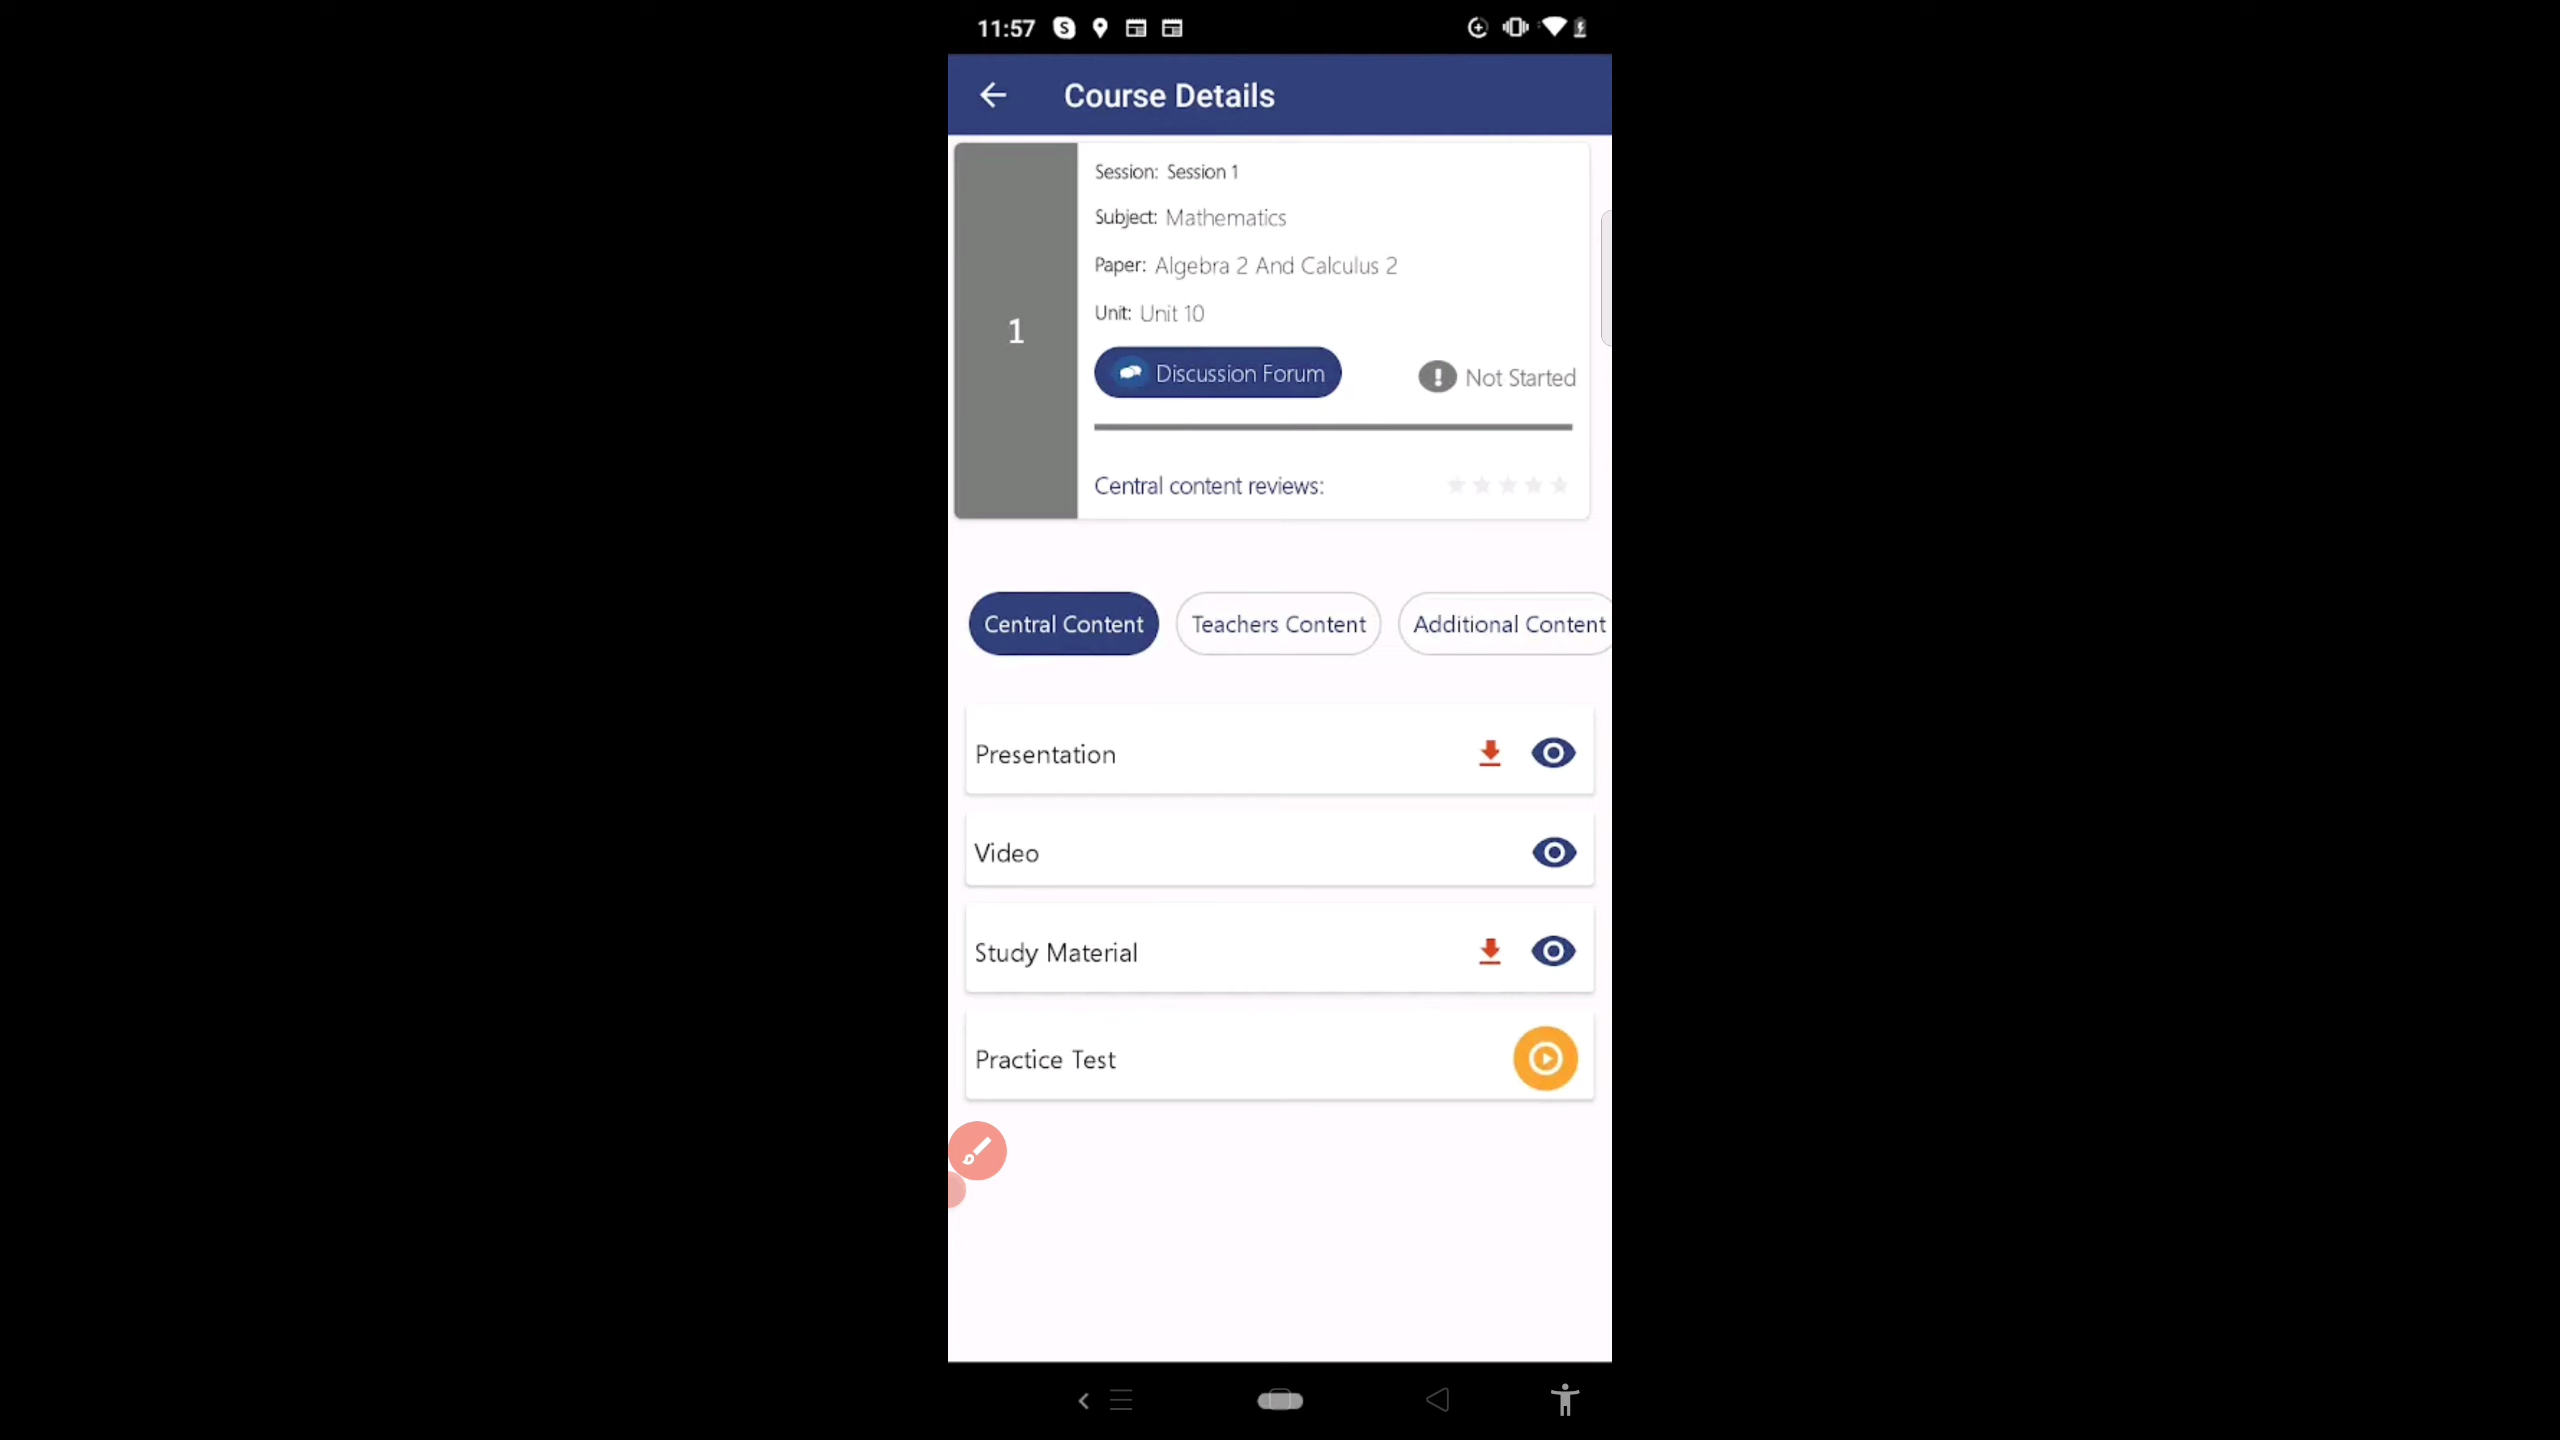 11:57
Course Details
1
Session: Session 1
Subject: Mathematics
Paper: Algebra 2 And Calculus 2
Unit: Unit 10
Discussion Forum
Not Started
Central content reviews:
Central Content
Teachers Content
Additional Content
Presentation
Video
Study Material
Practice Test